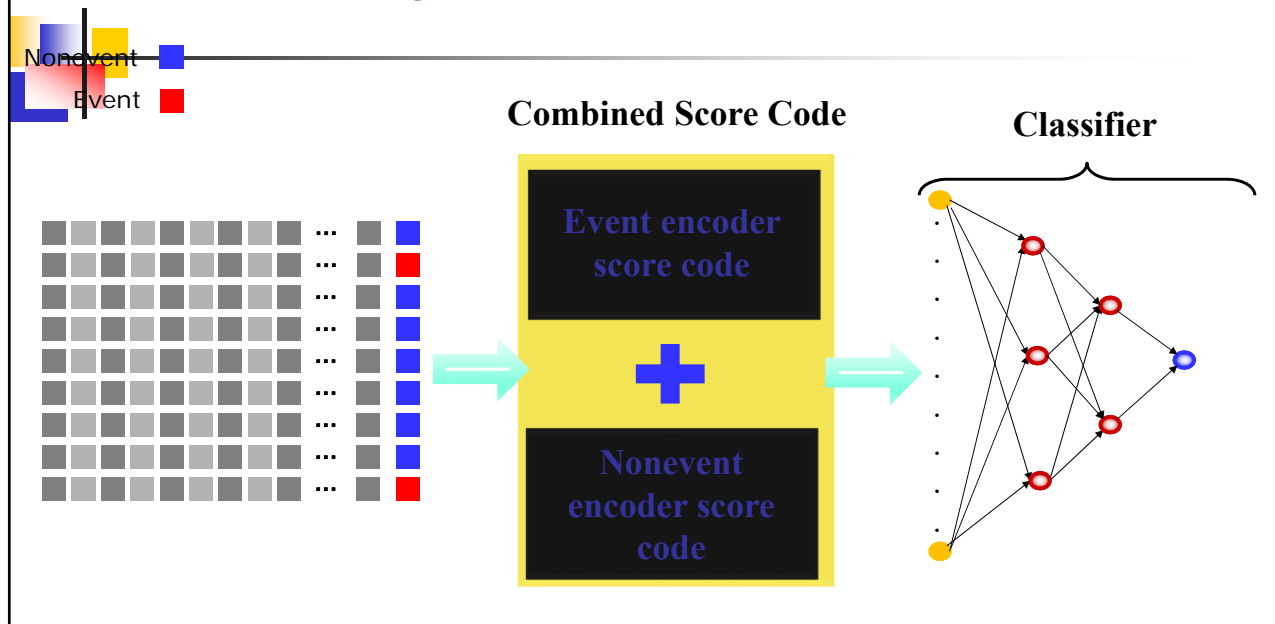 Nonevent
Event
Combined Score Code
Classifier
Event encoder
score code
Nonevent
encoder score
code
...
...
...
...
...
...
...
...
...